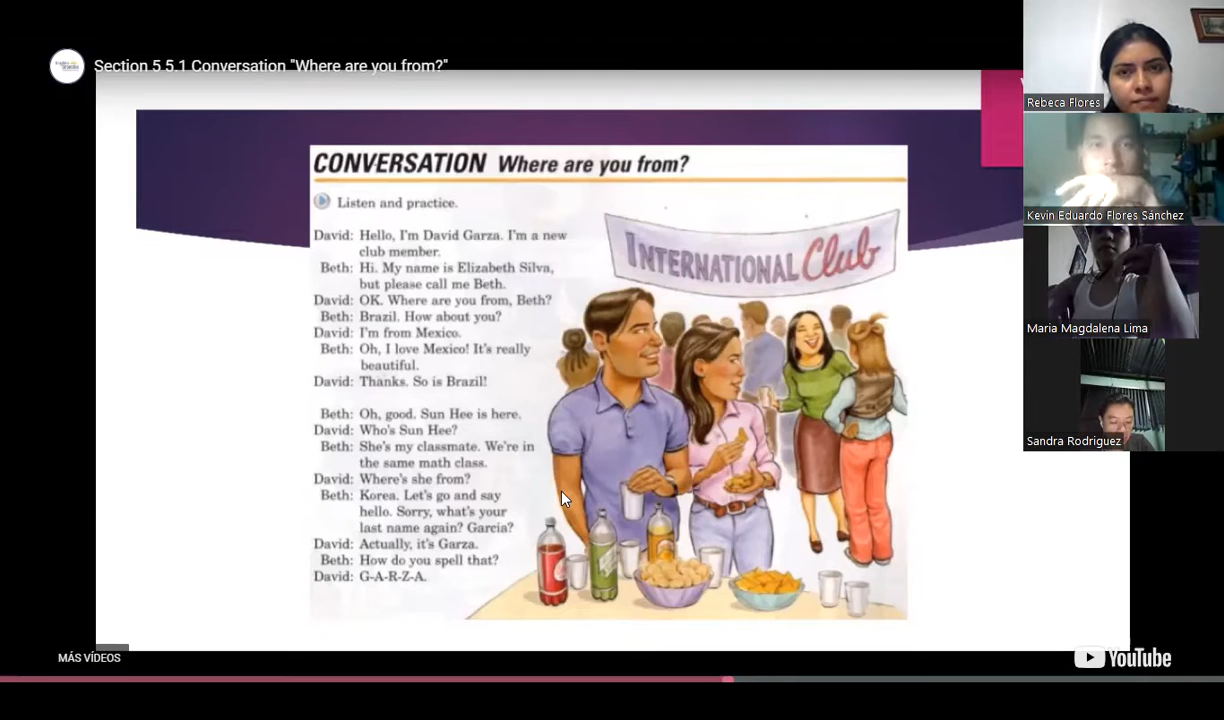 Section 5 5.1 Conversation "Where are you from?"
CONVERSATION Where are you from?
Listen and practice.
David: Hello, I'm David Garza. I'm a new
club member.
Beth: Hi. My name is Elizabeth Silva,
but please call me Beth.
David: OK. Where are you from, Beth?
Beth: Brazil. How about you?
David: I'm from Mexico.
Beth: Oh, I love Mexico! It's really
beautiful.
David: Thanks. So is Brazil!
Beth: Oh, good. Sun Hee is here.
David: Who's Sun Hee?
Beth: She's my classmate. We're in
the same math class.
David: Where's she from?
Beth: Korea. Let's go and say
hello. Sorry, what's your
last name again? Garcia?
David: Actually, it's Garza.
Beth: How do you spell that?
David: G-A-R-Z-A.
INTERNATIONAL Club
Rebeca Flores
Kevin Eduardo Flores Sánchez
Maria Magdalena Lima
Sandra Rodriguez
MÁS VÍDEOS
YouTube